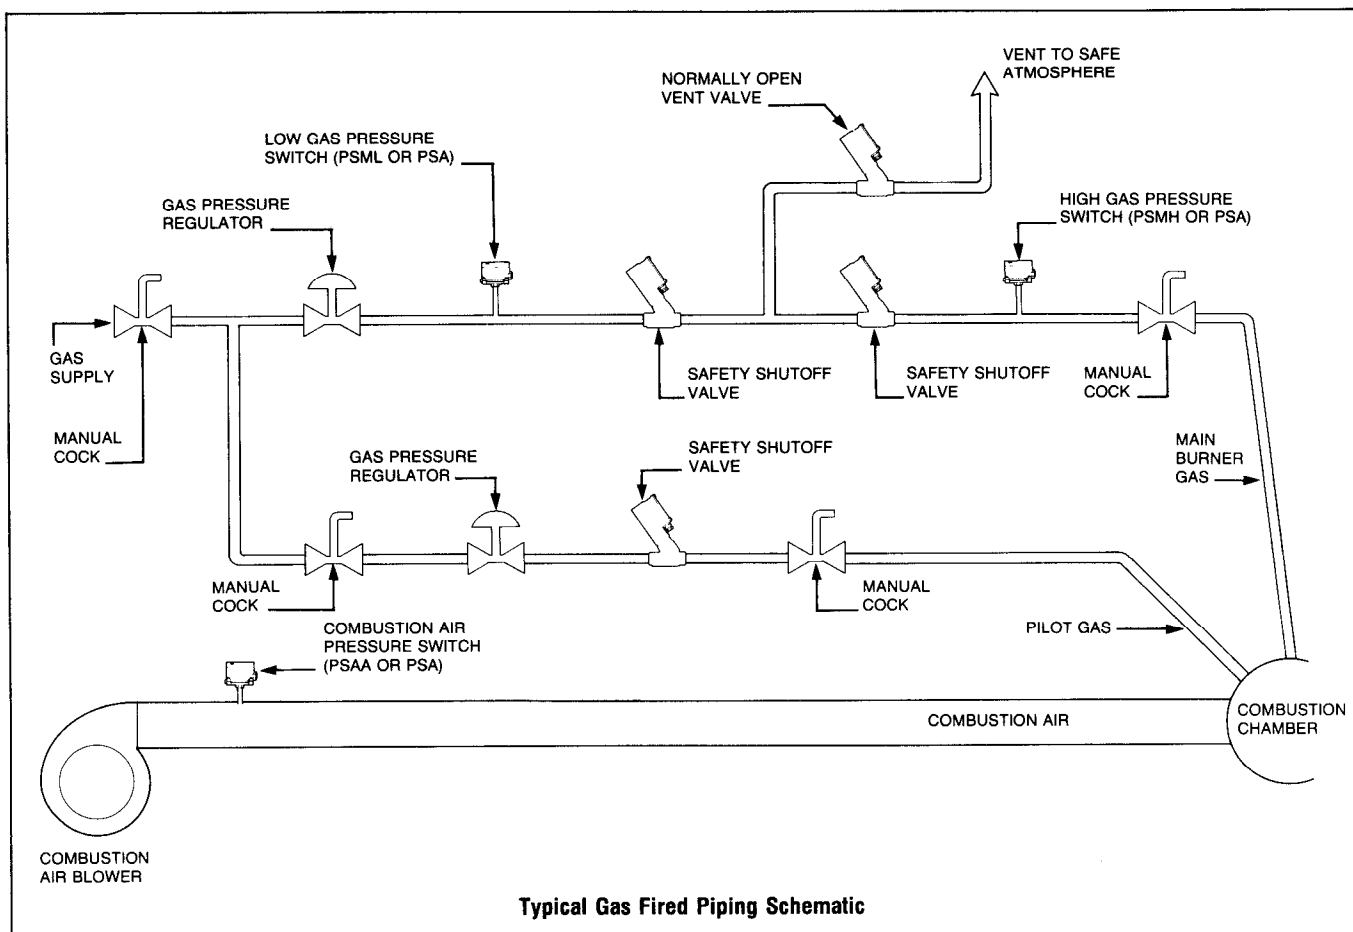 VENT TO SAFE
ATMOSPHERE
NORMALLY OPEN
VENT VALVE
LOW GAS PRESSURE
SWITCH (PSML OR PSA)
GAS PRESSURE
REGULATOR
HIGH GAS PRESSURE
SWITCH (PSMH OR PSA)
GAS
SUPPLY
SAFETY SHUTOFF
VALVE
SAFETY SHUTOFF
VALVE
MANUAL
COCK
MANUAL
COCK
GAS PRESSURE
REGULATOR
SAFETY SHUTOFF
VALVE
MAIN
BURNER
GAS
MANUAL
COCK
MANUAL
COCK
COMBUSTION AIR
PRESSURE SWITCH
(PSAA OR PSA)
PILOT GAS
COMBUSTION AIR
COMBUSTION
CHAMBER
COMBUSTION
AIR BLOWER
Typical Gas Fired Piping Schematic